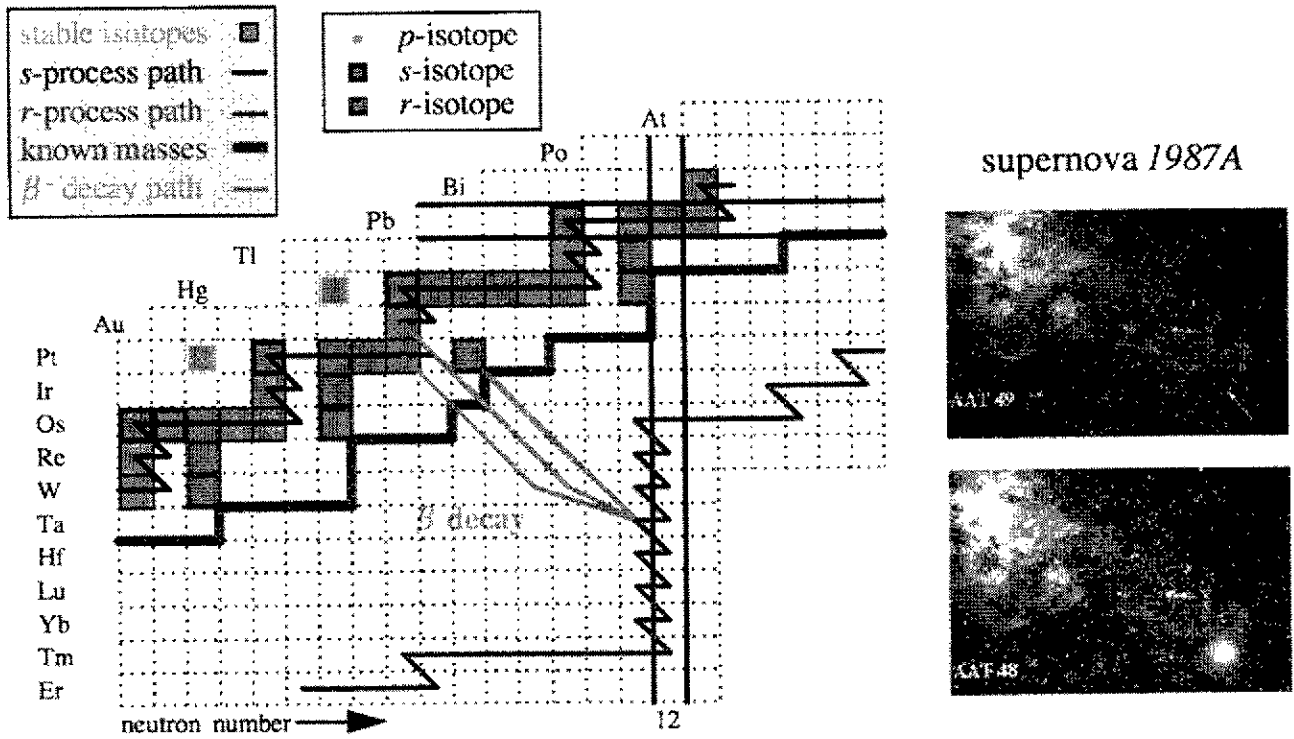 stable isotopes
s-process path
r-process path
known masses
β⁻ decay path
p-isotope
s-isotope
r-isotope
At
Po
Bi
Pb
Tl
Hg
Au
Pt
Ir
Os
Re
W
Ta
Hf
Lu
Yb
Tm
Er
β decay
neutron number
12
supernova 1987A
AAT 49
AAT 48